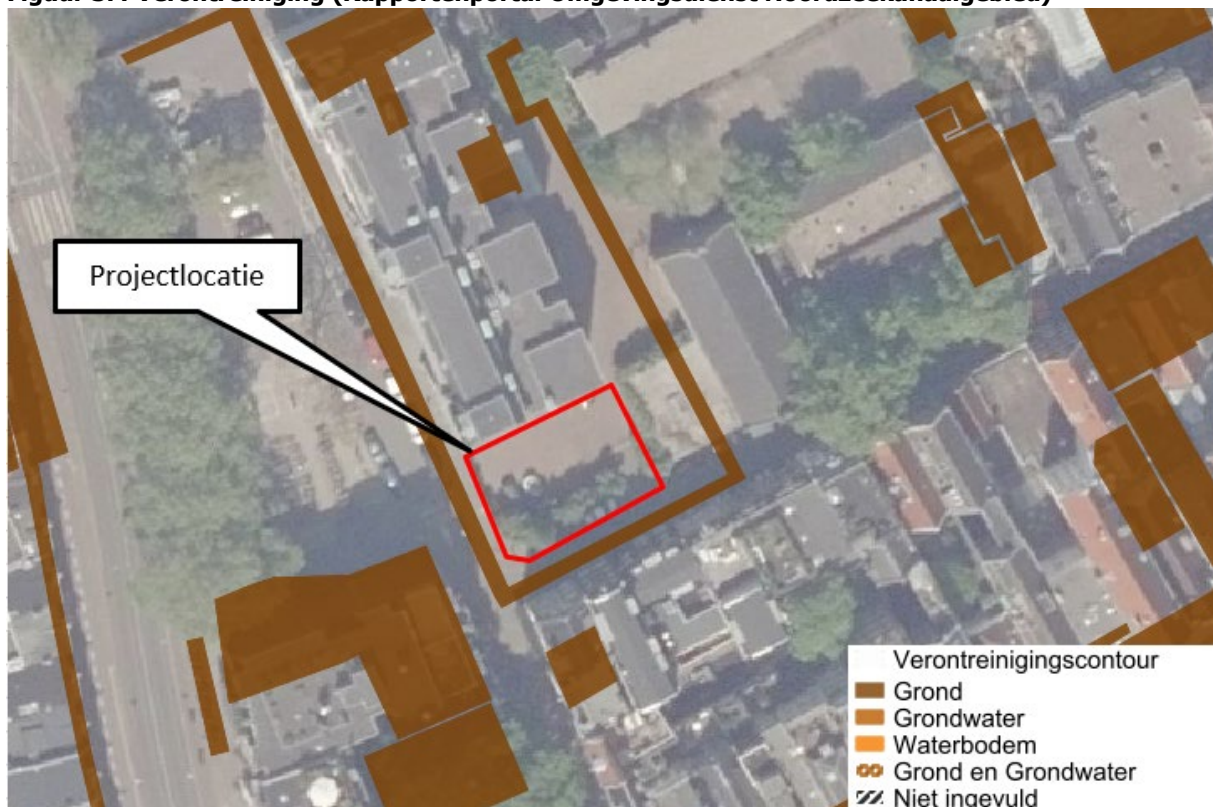 Projectlocatie
Verontreinigingscontour
Grond
Grondwater
Waterbodem
Grond en Grondwater
Niet ingevuld